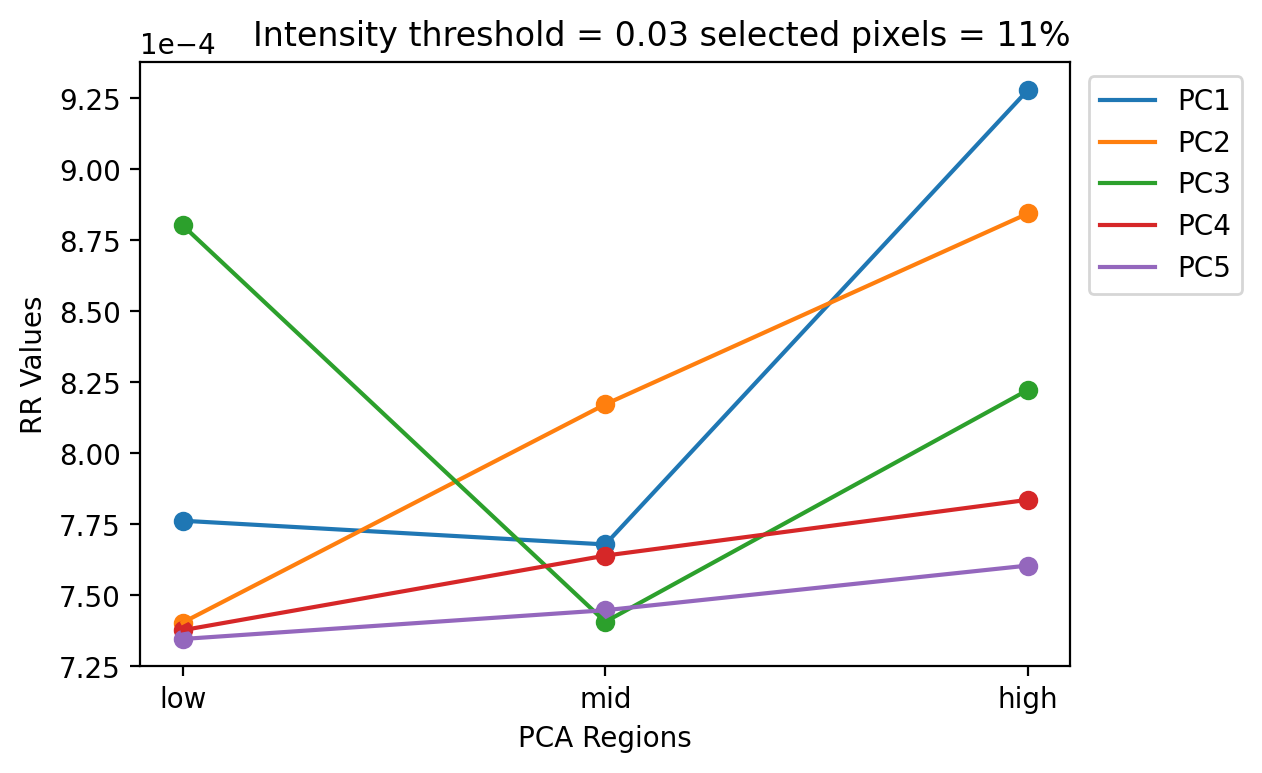 Intensity threshold = 0.03 selected pixels = 11%
1e−4
9.25
9.00
8.75
8.50
8.25
8.00
7.75
7.50
7.25
RR Values
low mid high
PCA Regions
PC1
PC2
PC3
PC4
PC5